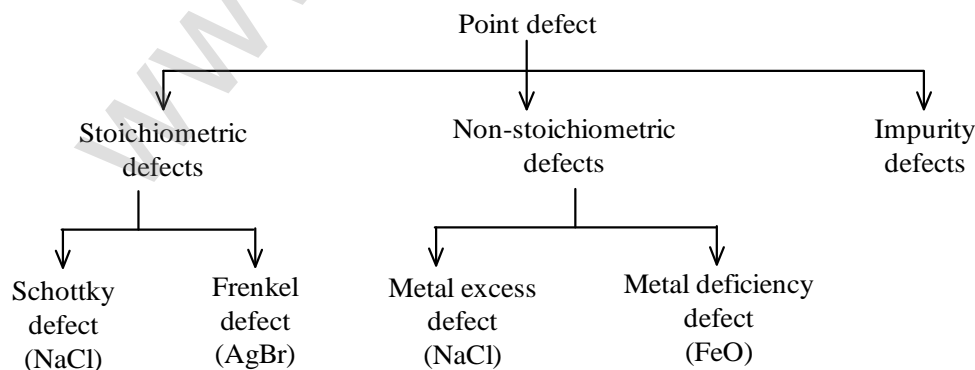 Point defect
Stoichiometric
defects
Non-stoichiometric
defects
Impurity
defects
Schottky
defect
(NaCl)
Frenkel
defect
(AgBr)
Metal excess
defect
(NaCl)
Metal deficiency
defect
(FeO)